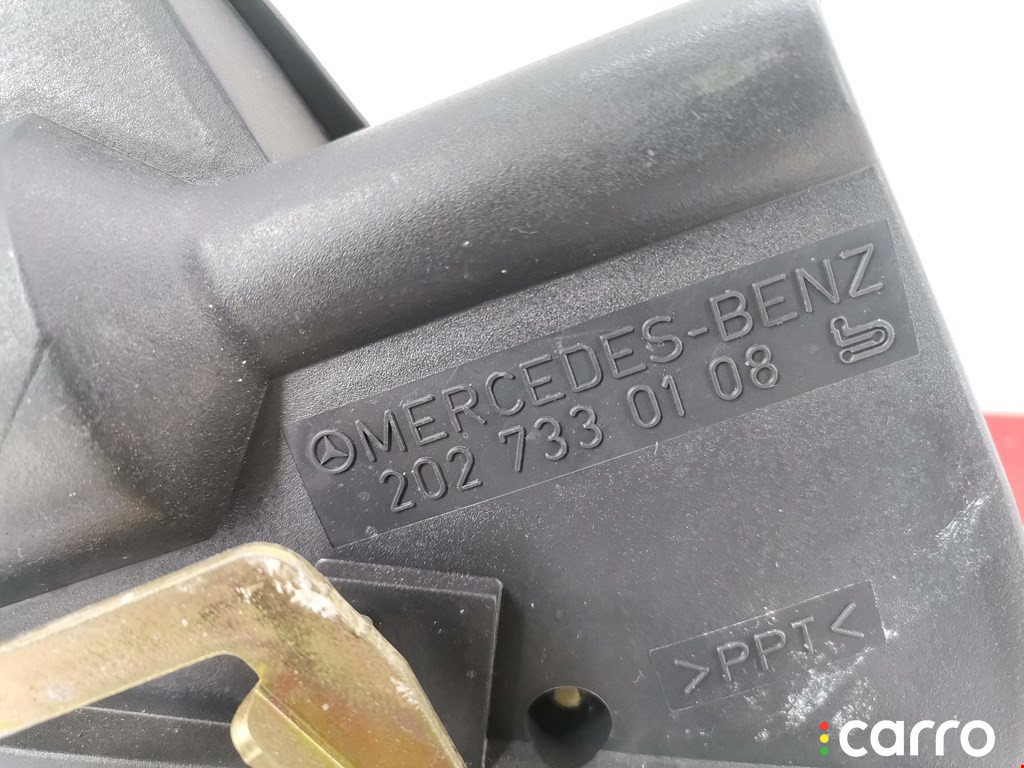 MERCEDES-BENZ
202 733 01 08
>PPT<
carro